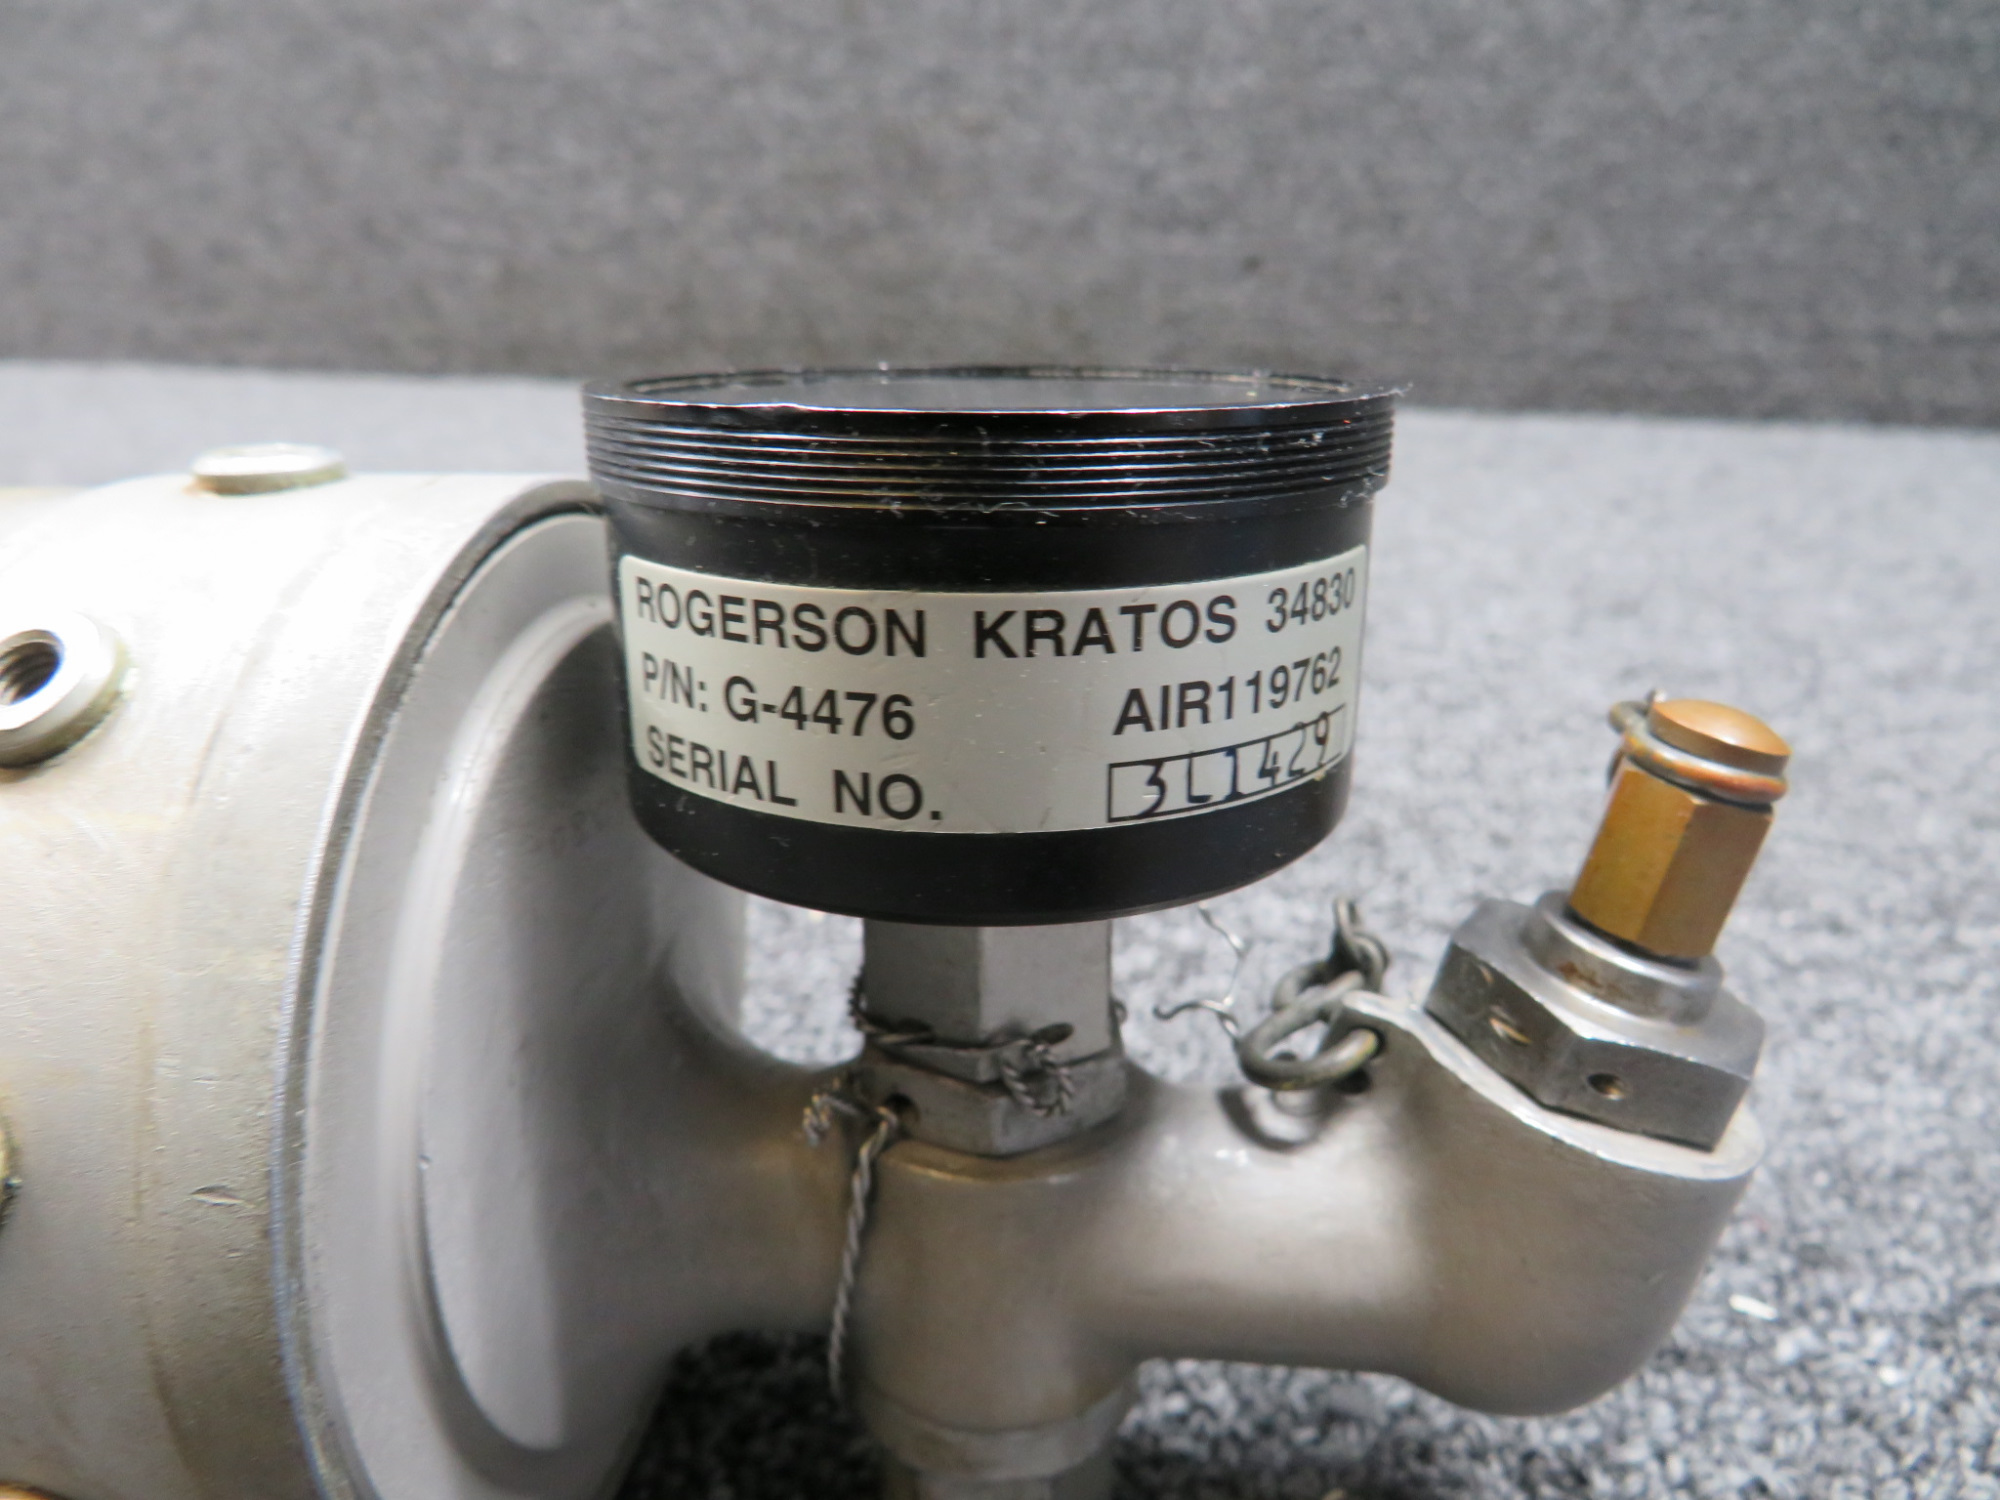 ROGERSON KRATOS 34830
P/N: G-4476 AIR119762
SERIAL NO. 3L1429